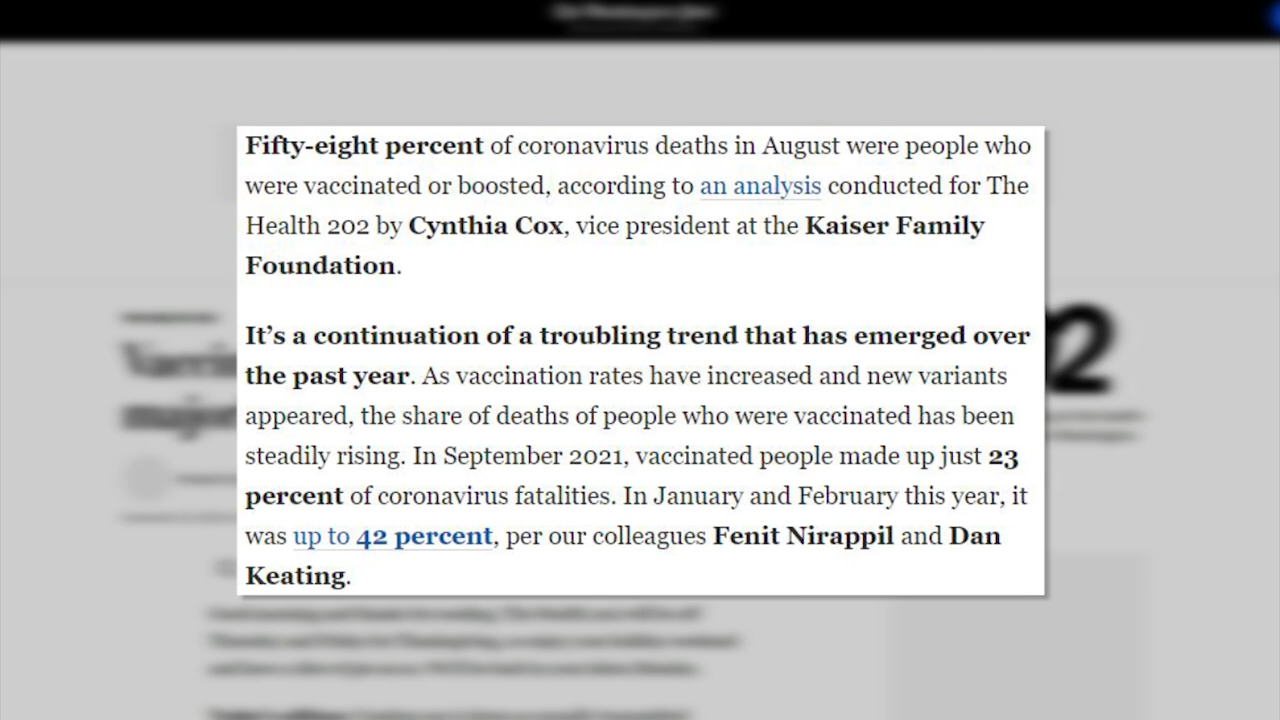 Fifty-eight percent of coronavirus deaths in August were people who
were vaccinated or boosted, according to an analysis conducted for The
Health 202 by Cynthia Cox, vice president at the Kaiser Family
Foundation.
It’s a continuation of a troubling trend that has emerged over
the past year. As vaccination rates have increased and new variants
appeared, the share of deaths of people who were vaccinated has been
steadily rising. In September 2021, vaccinated people made up just 23
percent of coronavirus fatalities. In January and February this year, it
was up to 42 percent, per our colleagues Fenit Nirappil and Dan
Keating.
2